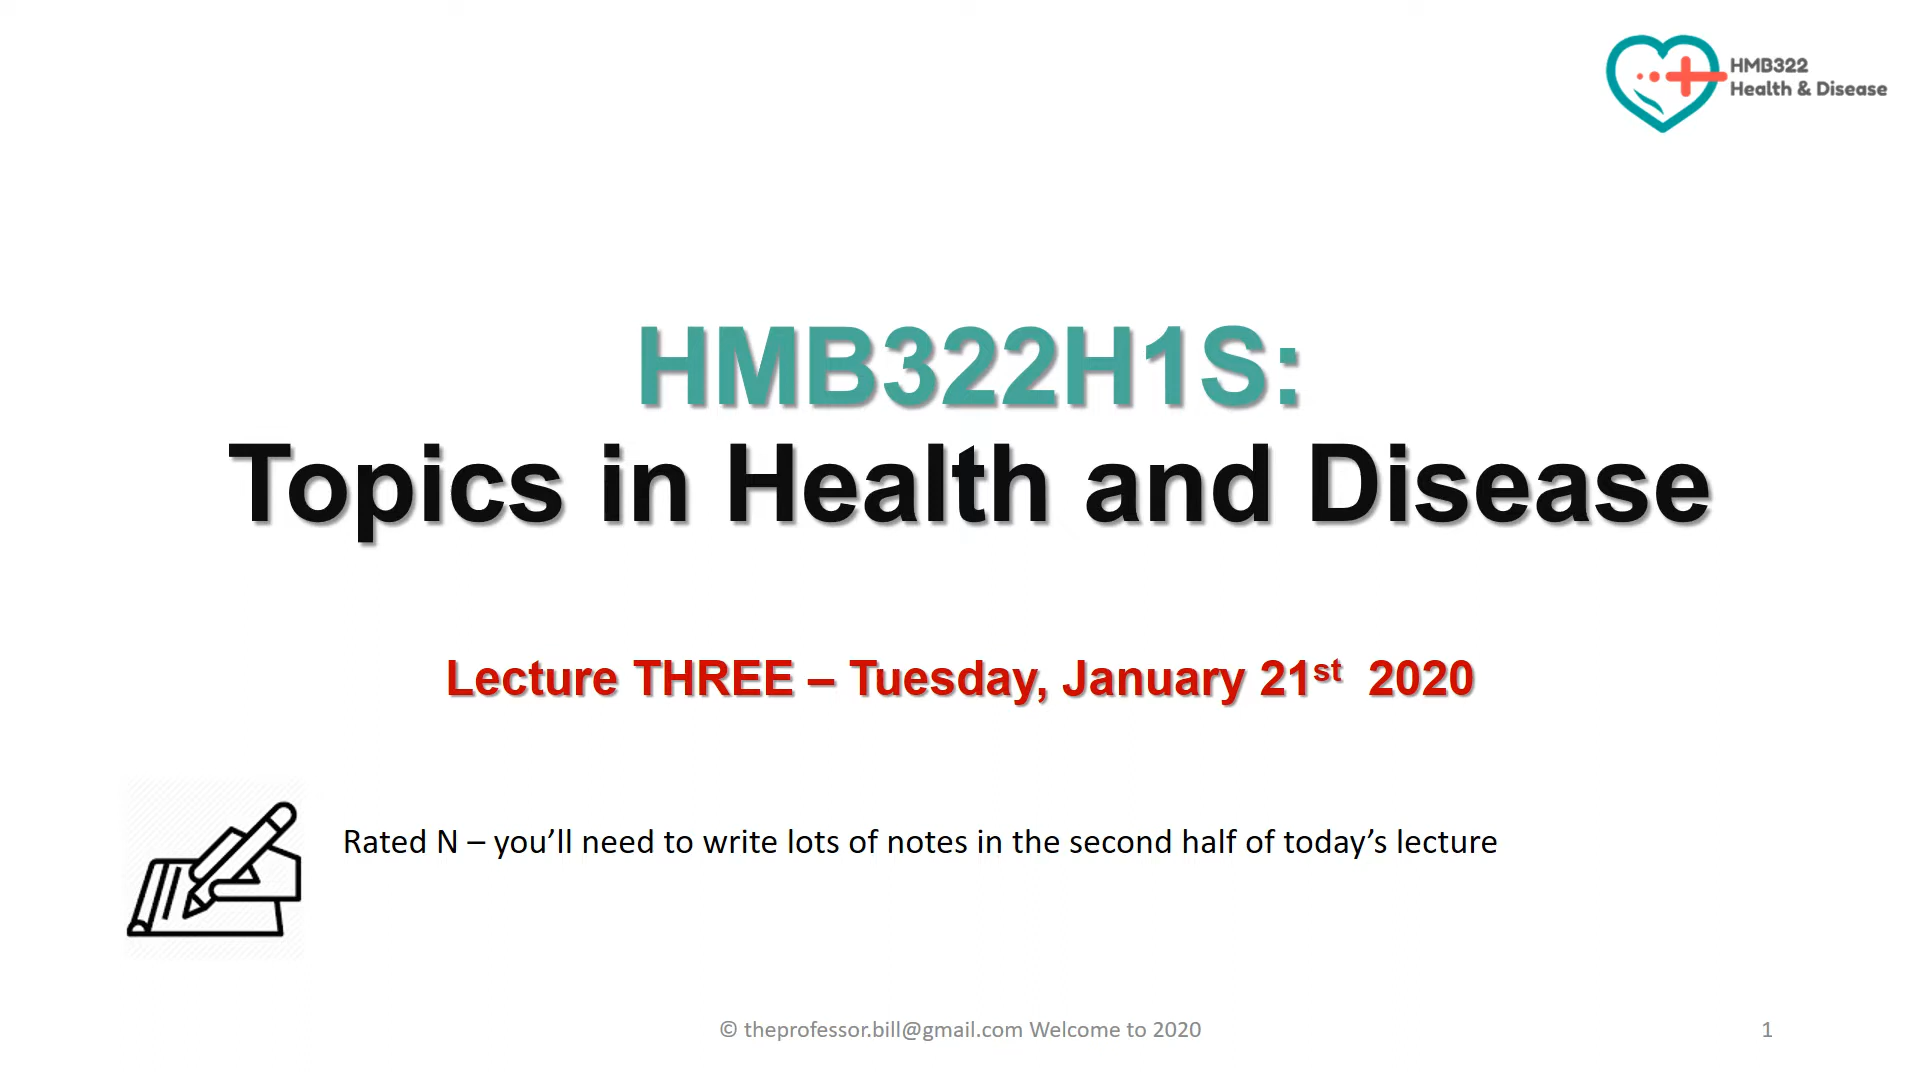 HMB322
Health & Disease
HMB322H1S:
Topics in Health and Disease
Lecture THREE – Tuesday, January 21st 2020
Rated N – you’ll need to write lots of notes in the second half of today’s lecture
© theprofessor.bill@gmail.com Welcome to 2020
1